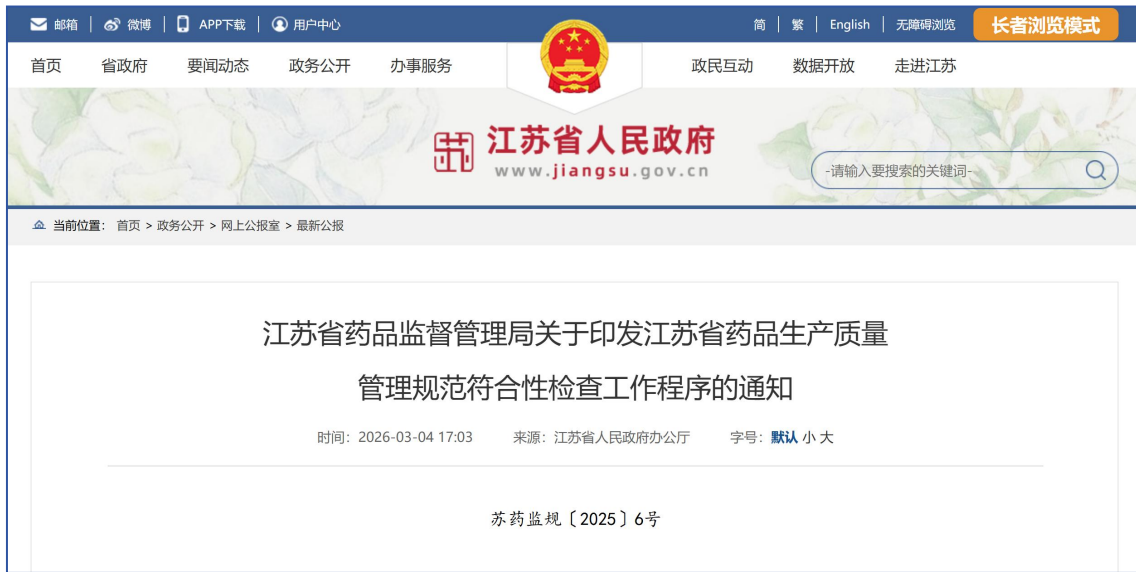 邮箱 | 微博 | APP下载 | 用户中心 简 | 繁 | English | 无障碍浏览 长者浏览模式
首页 省政府 要闻动态 政务公开 办事服务 政民互动 数据开放 走进江苏
江苏省人民政府
www.jiangsu.gov.cn
-请输入要搜索的关键词-
当前位置: 首页 > 政务公开 > 网上公报室 > 最新公报
江苏省药品监督管理局关于印发江苏省药品生产质量
管理规范符合性检查工作程序的通知
时间: 2026-03-04 17:03 来源: 江苏省人民政府办公厅 字号: 默认 小 大
苏药监规〔2025〕6号